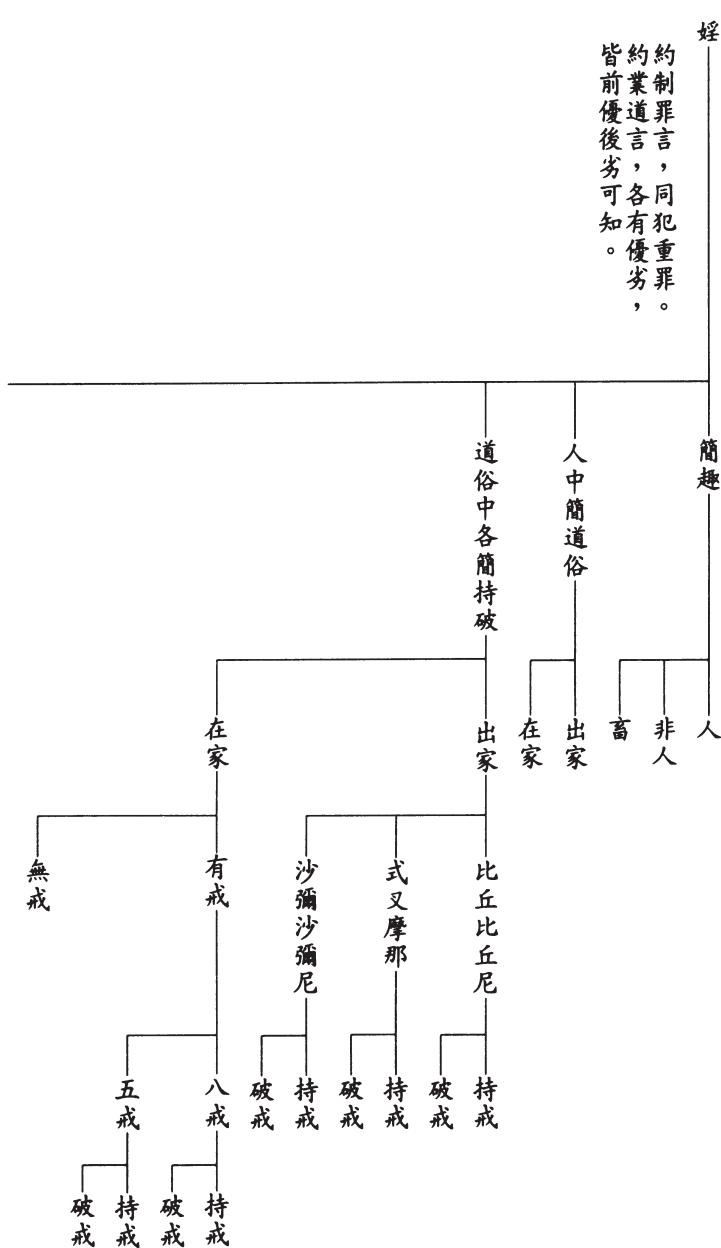 婬
約制罪言，同犯重罪。
約業道言，各有優劣，
皆前優後劣可知。
簡趣
人
非人
畜
人中簡道俗
出家
在家
道俗中各簡持破
出家
比丘比丘尼
持戒
破戒
式叉摩那
持戒
破戒
沙彌沙彌尼
持戒
破戒
在家
有戒
八戒
持戒
破戒
五戒
持戒
破戒
無戒